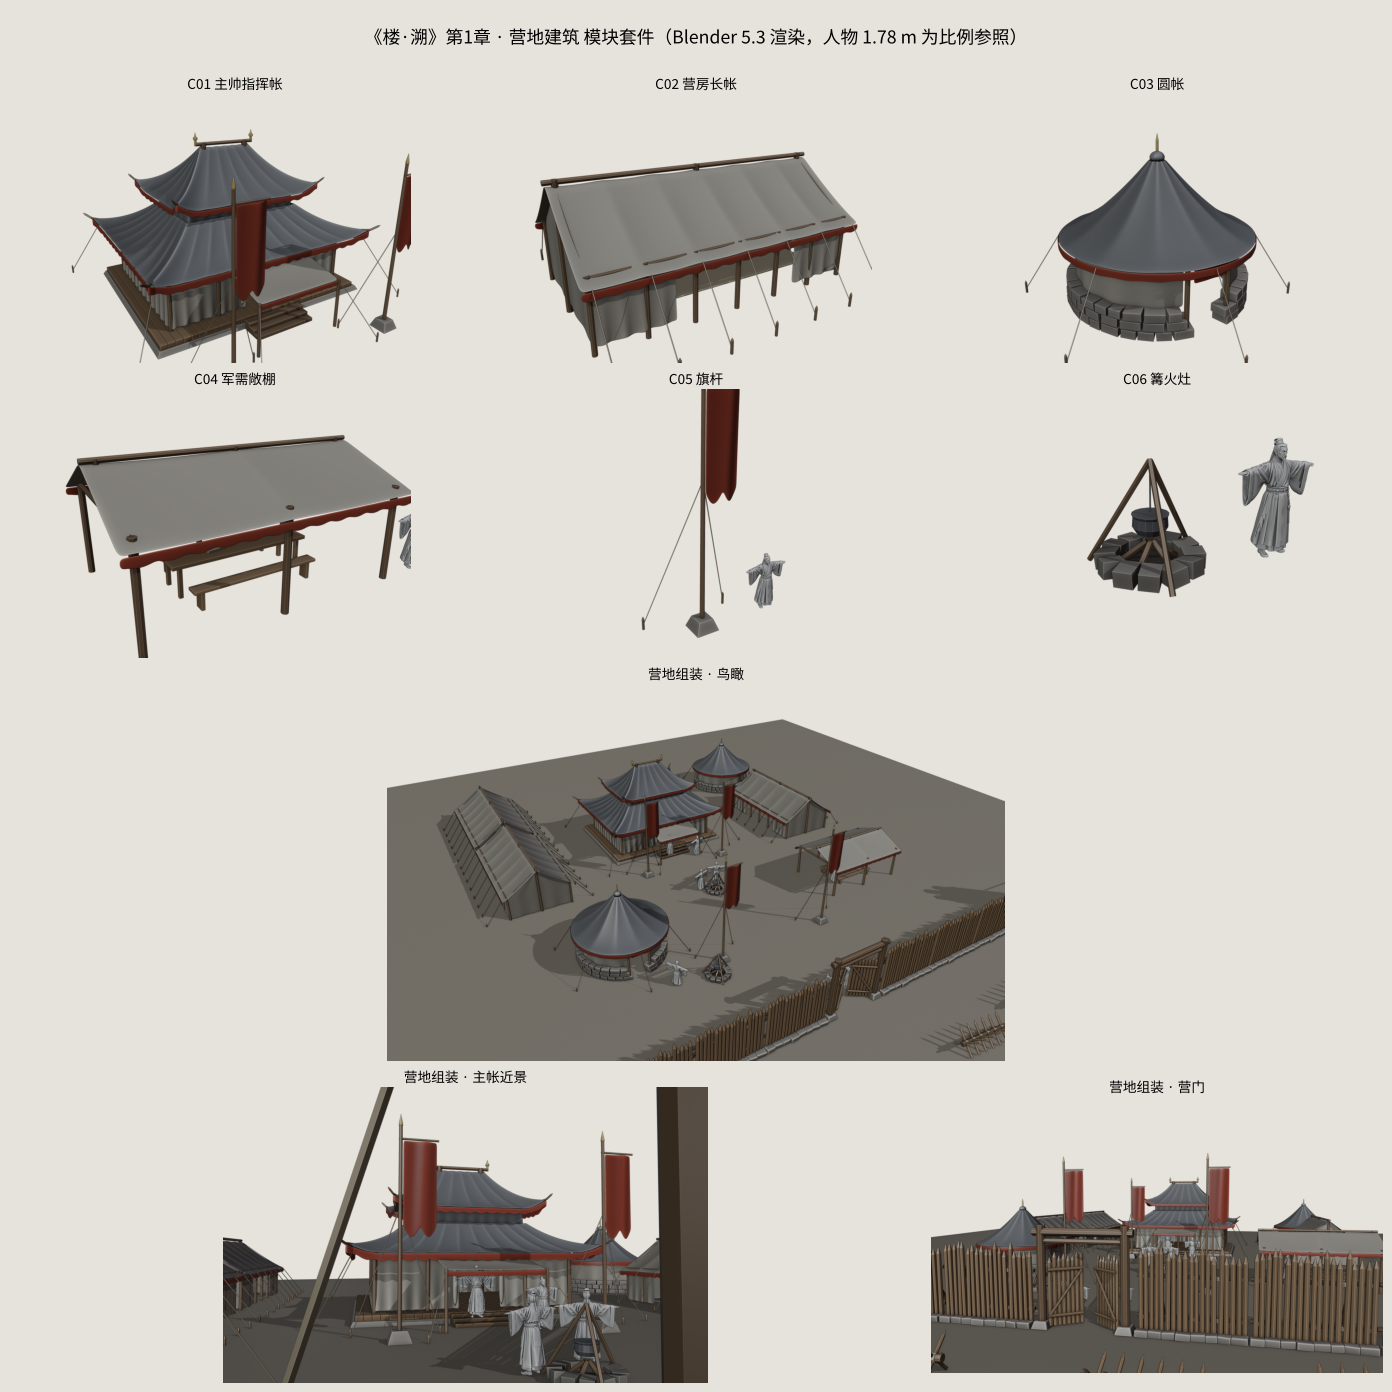 《楼·溯》第1章 · 营地建筑 模块套件（Blender 5.3 渲染，人物 1.78 m 为比例参照）
C01 主帅指挥帐
C02 营房长帐
C03 圆帐
C04 军需敞棚
C05 旗杆
C06 篝火灶
营地组装 · 鸟瞰
营地组装 · 主帐近景
营地组装 · 营门